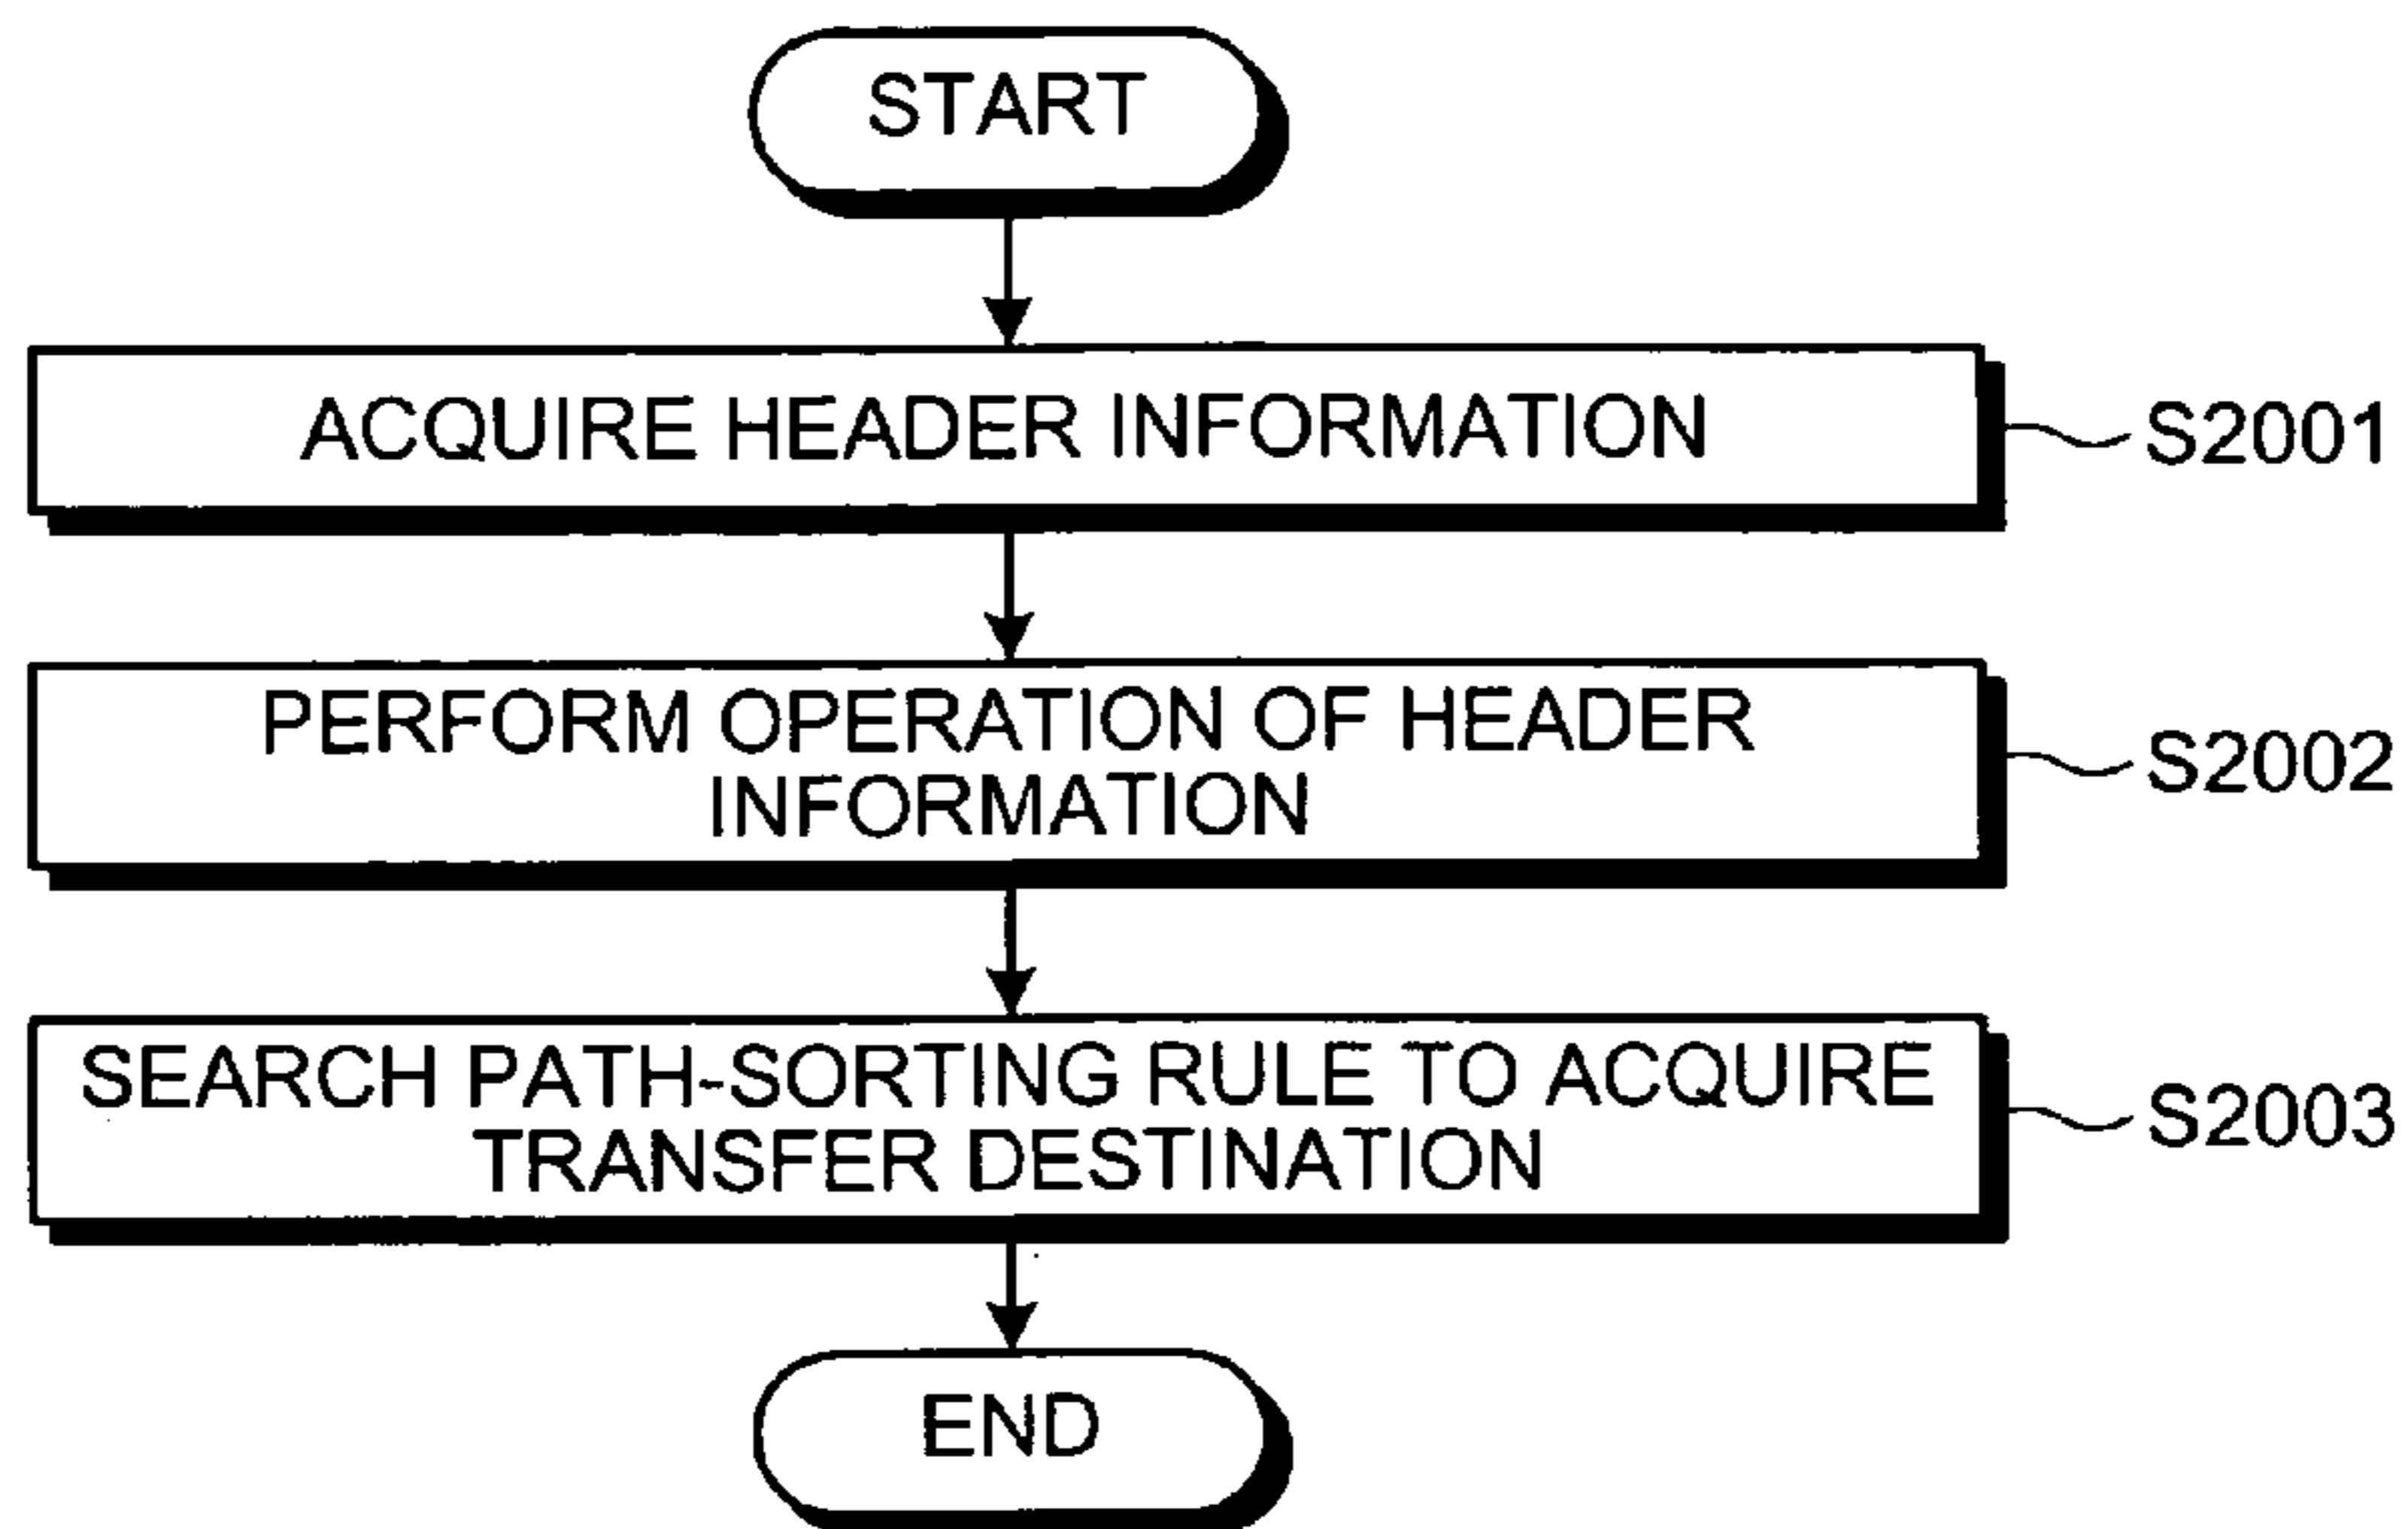 START
ACQUIRE HEADER INFORMATION
S2001
PERFORM OPERATION OF HEADER
INFORMATION
S2002
SEARCH PATH-SORTING RULE TO ACQUIRE
TRANSFER DESTINATION
S2003
END